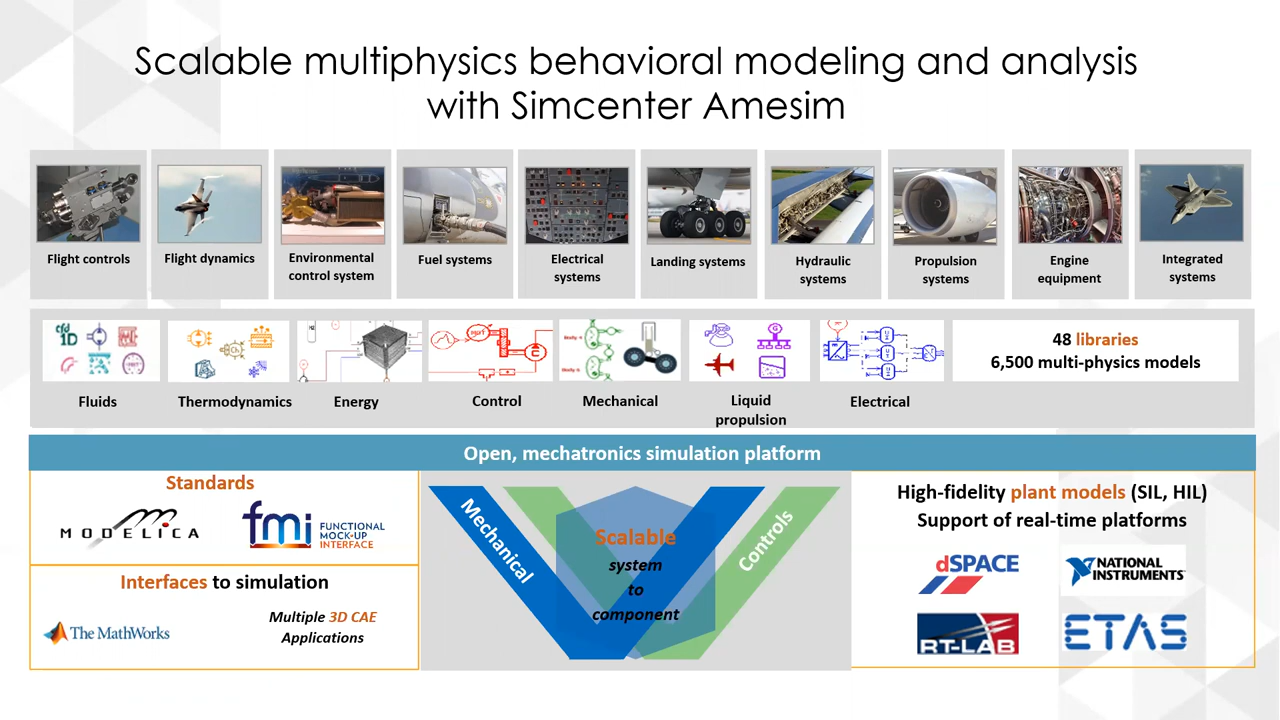 Scalable multiphysics behavioral modeling and analysis
with Simcenter Amesim
Flight controls
Flight dynamics
Environmental
control system
Fuel systems
Electrical
systems
Landing systems
Hydraulic
systems
Propulsion
systems
Engine
equipment
Integrated
systems
cfd
1D
48 libraries
6,500 multi-physics models
Fluids
Thermodynamics
Energy
Control
Mechanical
Liquid
propulsion
Electrical
Open, mechatronics simulation platform
Standards
MODELICA
fmi FUNCTIONAL
MOCK-UP
INTERFACE
Interfaces to simulation
The MathWorks
Multiple 3D CAE
Applications
Mechanical
Scalable
system
to
component
Controls
High-fidelity plant models (SIL, HIL)
Support of real-time platforms
dSPACE
NATIONAL
INSTRUMENTS
RT-LAB
ETAS